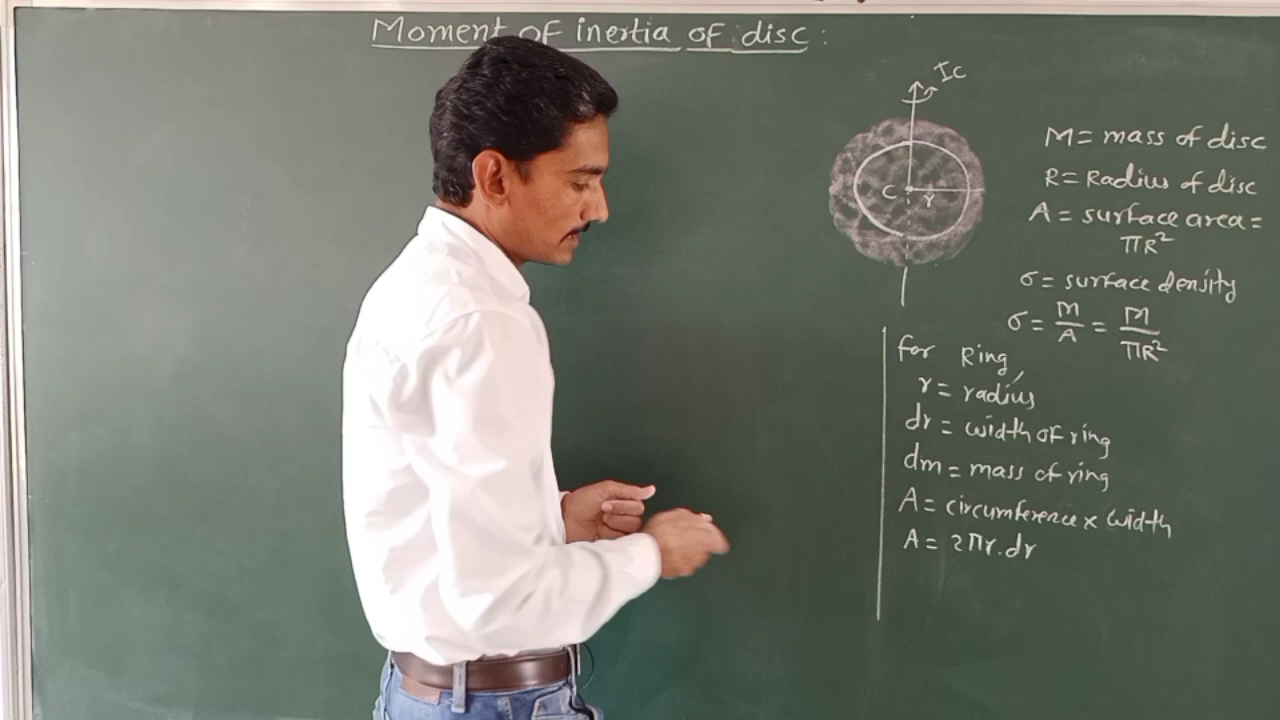 Moment of inertia of disc :
Ic
C
r
M = mass of disc
R = Radius of disc
A = surface area =
πR²
σ = surface density
σ = M/A = M/πR²
for Ring,
r = radius
dr = width of ring
dm = mass of ring
A = circumference x width
A = 2πr.dr